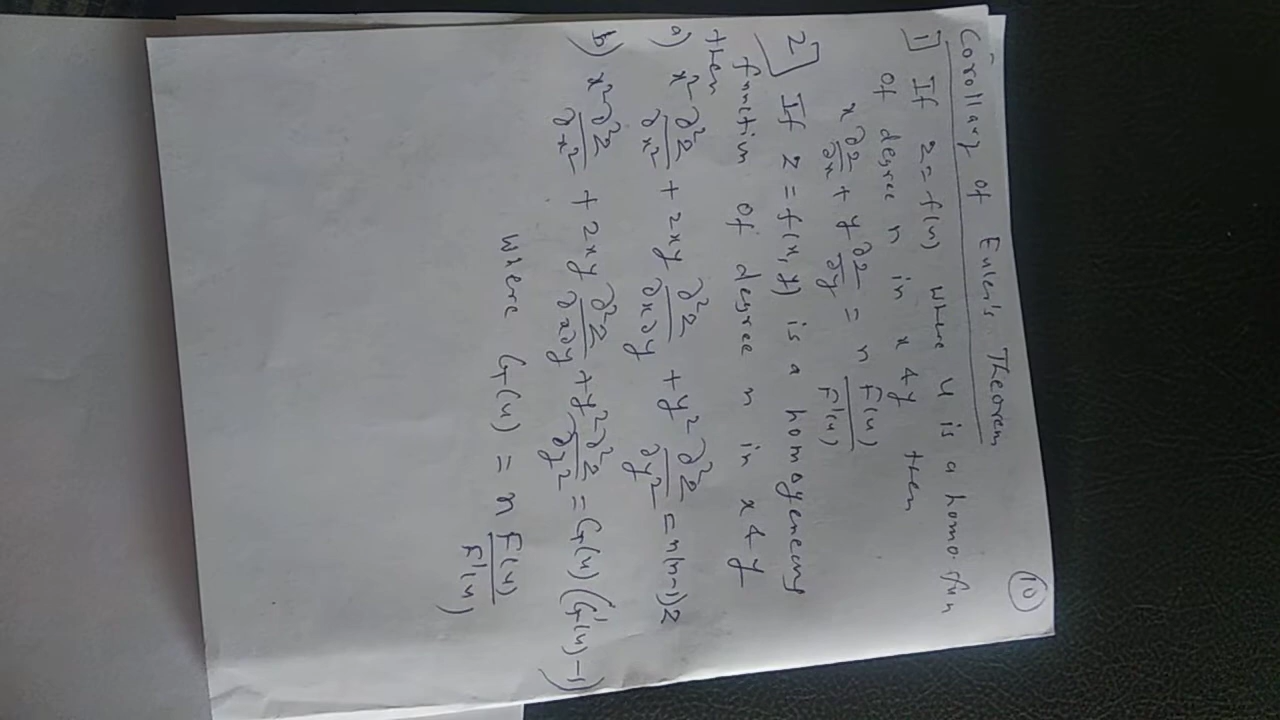 10
Corollary of Euler's Theorem
1] If z = f(u) where u is a homo. fun
of degree n in x & y then
x ∂z/∂x + y ∂z/∂y = n F(u)/F'(u)
2] If z = f(x, y) is a homogeneous
function of degree n in x & y
then
a) x² ∂²z/∂x² + 2xy ∂²z/∂x∂y + y² ∂²z/∂y² = n(n-1)z
b) x² ∂²z/∂x² + 2xy ∂²z/∂x∂y + y² ∂²z/∂y² = G(u)(G'(u)-1)
where G(u) = n F(u)/F'(u)